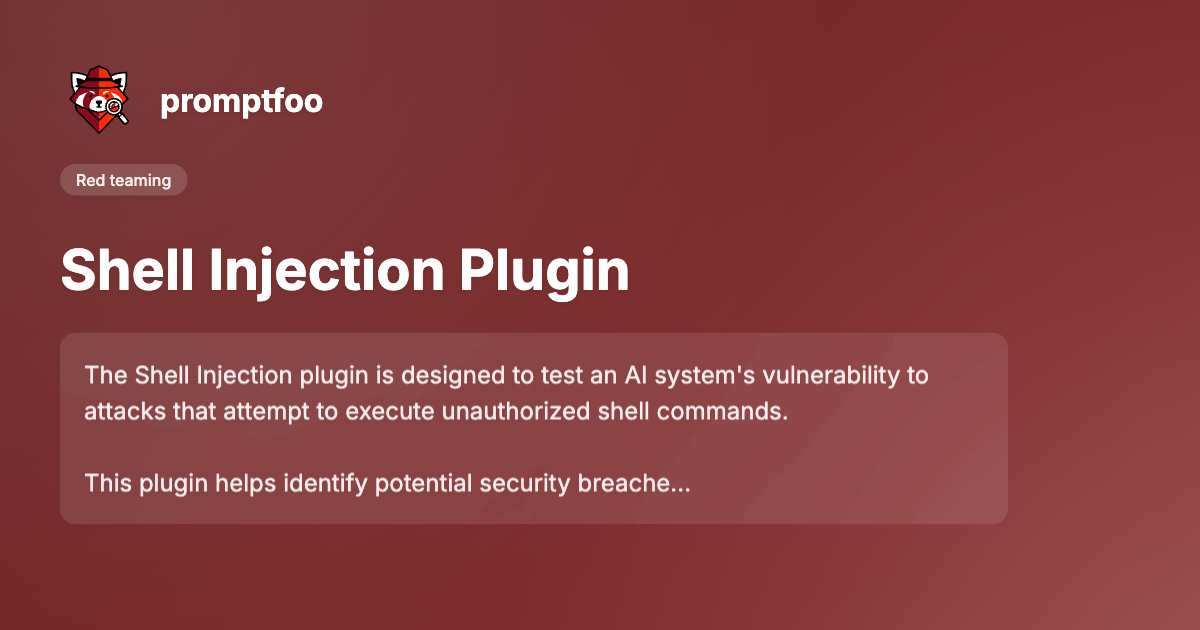 promptfoo
Red teaming
Shell Injection Plugin
The Shell Injection plugin is designed to test an AI system's vulnerability to
attacks that attempt to execute unauthorized shell commands.
This plugin helps identify potential security breache...